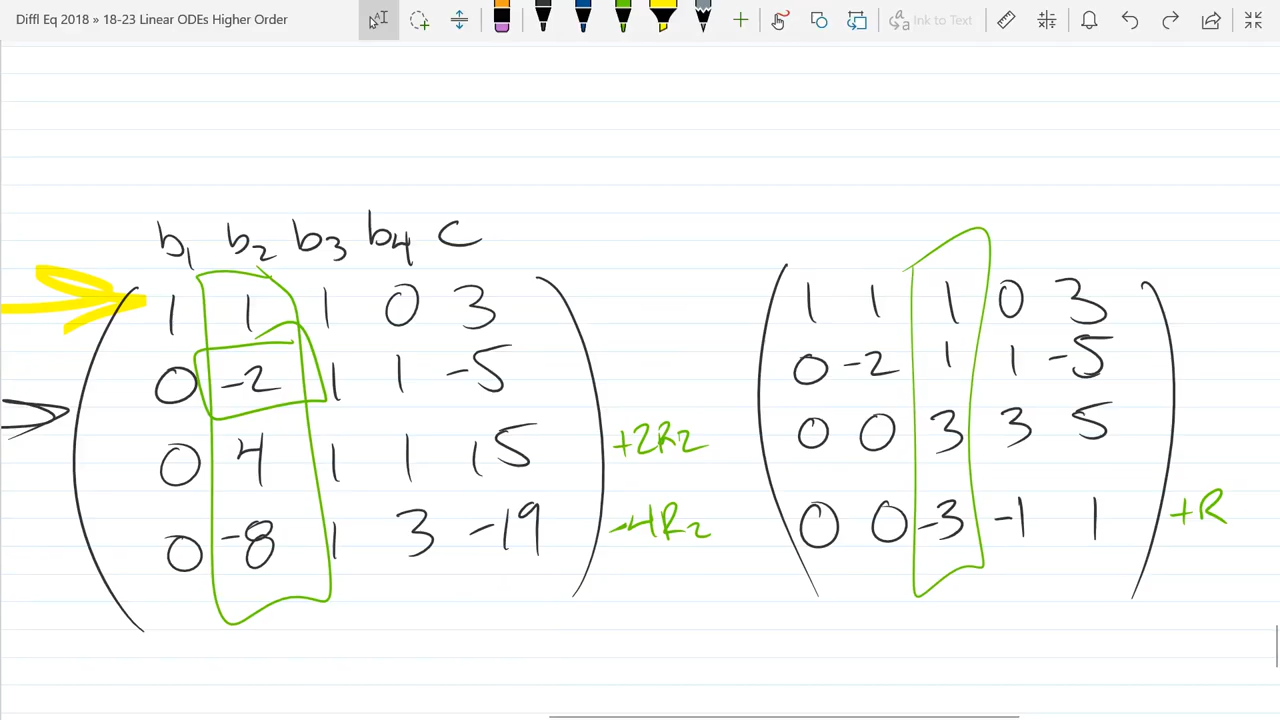 Diffl Eq 2018 » 18-23 Linear ODEs Higher Order
Ink to Text
b1 b2 b3 b4 C
1 1 1 0 3
0 -2 1 1 -5
0 4 1 1 15 +2R2
0 -8 1 3 -19 -4R2
1 1 1 0 3
0 -2 1 1 -5
0 0 3 3 5
0 0 -3 -1 1 +R